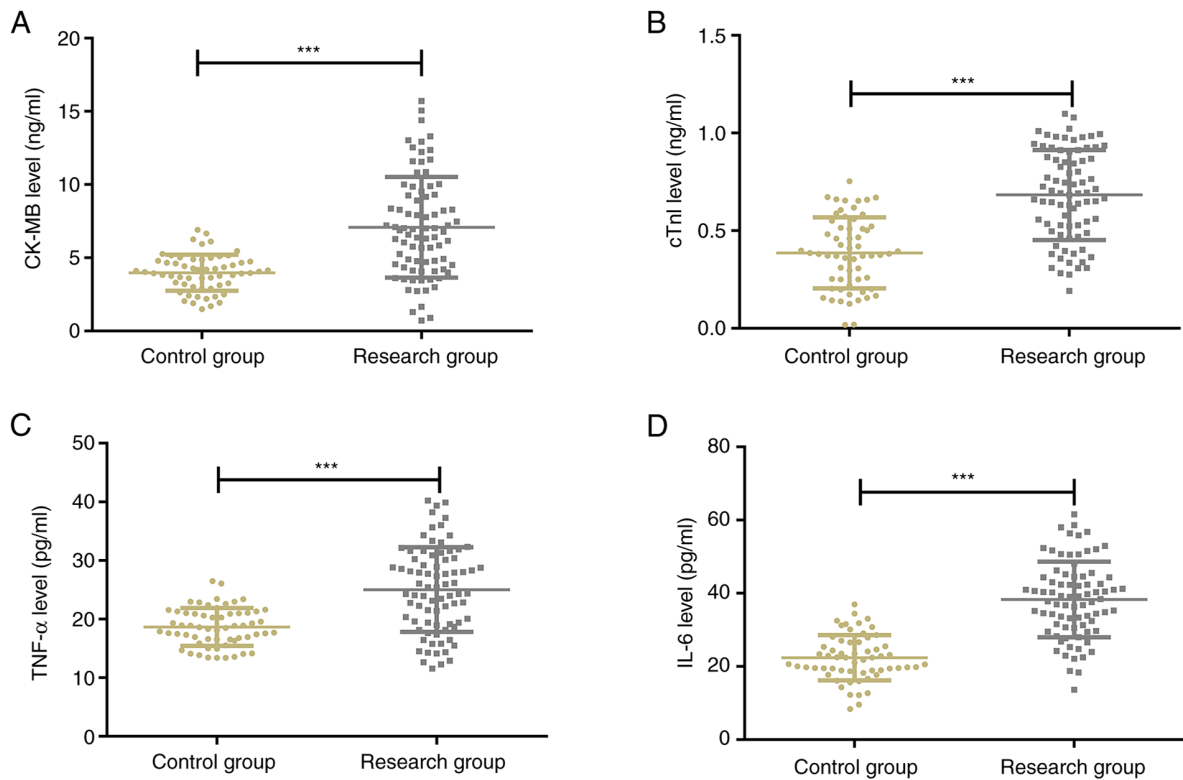 A
CK-MB level (ng/ml)
20
15
10
5
0
***
Control group
Research group
B
cTnI level (ng/ml)
1.5
1.0
0.5
0.0
***
Control group
Research group
C
TNF-α level (pg/ml)
50
40
30
20
10
0
***
Control group
Research group
D
IL-6 level (pg/ml)
80
60
40
20
0
***
Control group
Research group